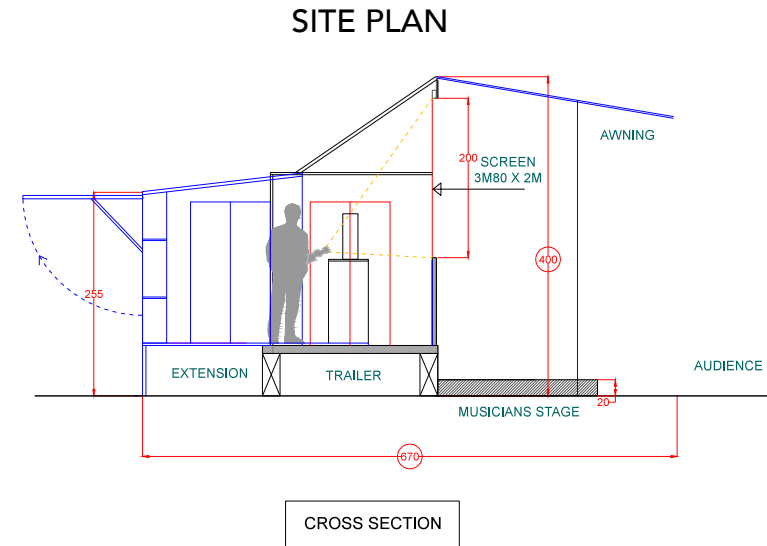 SITE PLAN
AWNING
200
SCREEN
3M80 X 2M
400
255
EXTENSION
TRAILER
AUDIENCE
20
MUSICIANS STAGE
670
CROSS SECTION